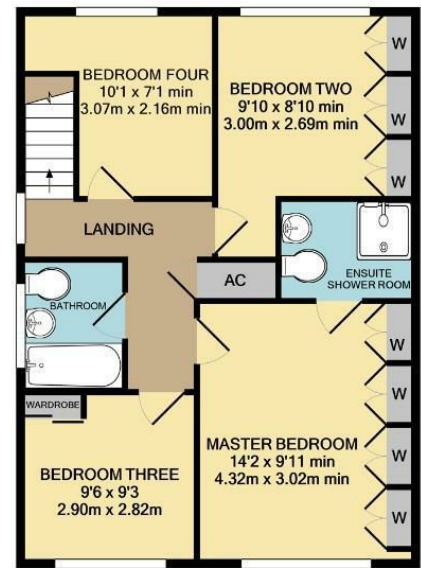 BEDROOM FOUR
10'1 x 7'1 min
3.07m x 2.16m min
BEDROOM TWO
9'10 x 8'10 min
3.00m x 2.69m min
W
W
W
LANDING
AC
ENSUITE
SHOWER ROOM
BATHROOM
WARDROBE
BEDROOM THREE
9'6 x 9'3
2.90m x 2.82m
MASTER BEDROOM
14'2 x 9'11 min
4.32m x 3.02m min
W
W
W
W